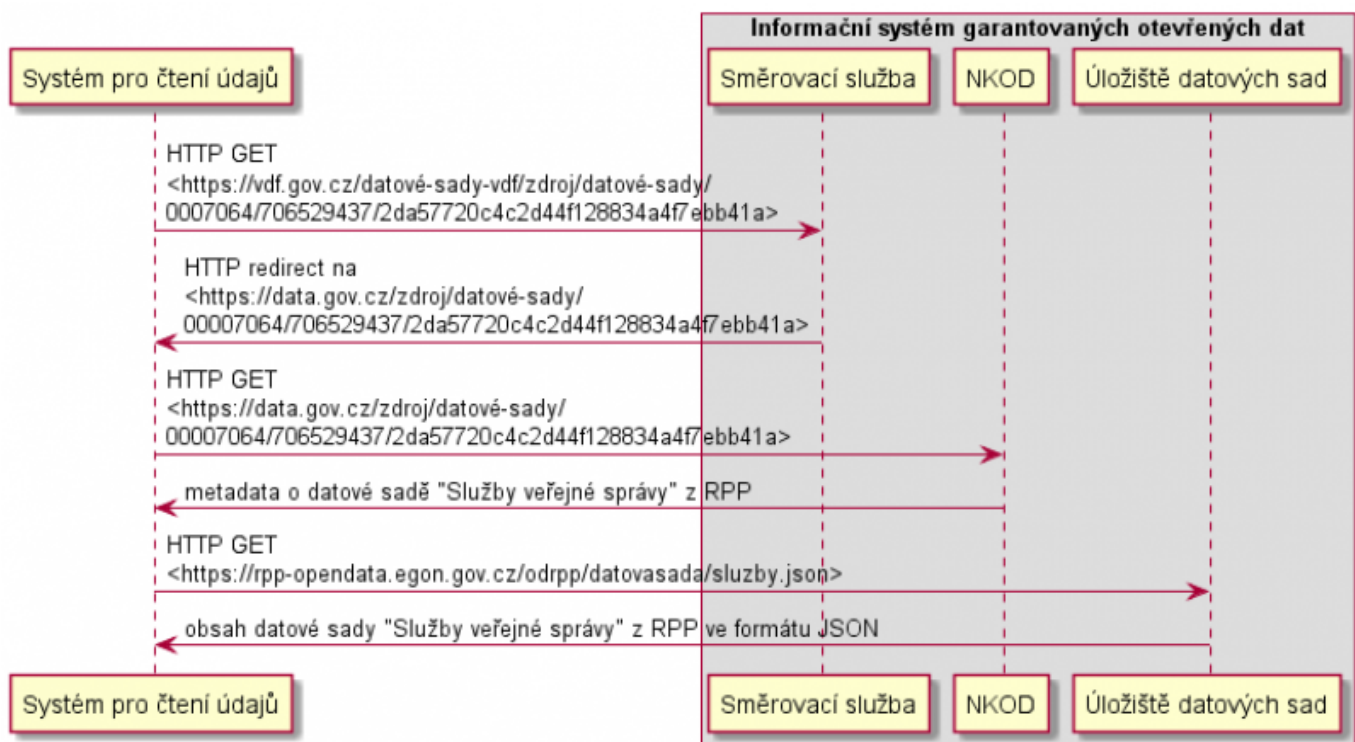 Informační systém garantovaných otevřených dat
Systém pro čtení údajů
Směrovací služba
NKOD
Úložiště datových sad
HTTP GET
<https://vdf.gov.cz/datové-sady-vdf/zdroj/datové-sady/
0007064/706529437/2da57720c4c2d44f128834a4f7ebb41a>
HTTP redirect na
<https://data.gov.cz/zdroj/datové-sady/
00007064/706529437/2da57720c4c2d44f128834a4f7ebb41a>
HTTP GET
<https://data.gov.cz/zdroj/datové-sady/
00007064/706529437/2da57720c4c2d44f128834a4f7ebb41a>
metadata o datové sadě "Služby veřejné správy" z RPP
HTTP GET
<https://rpp-opendata.egon.gov.cz/odrpp/datovasada/sluzby.json>
obsah datové sady "Služby veřejné správy" z RPP ve formátu JSON
Systém pro čtení údajů
Směrovací služba
NKOD
Úložiště datových sad